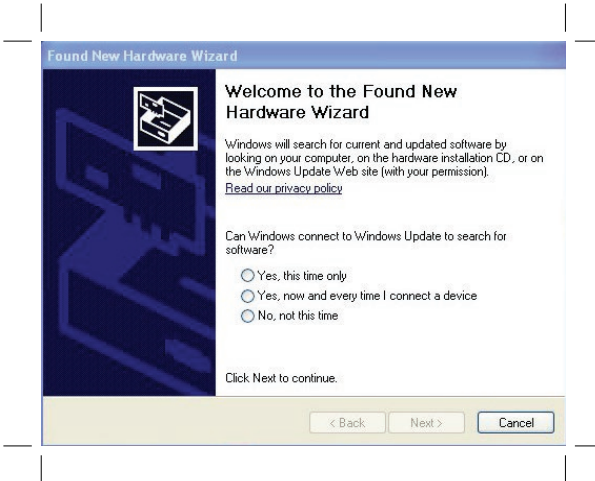 Found New Hardware Wizard
Welcome to the Found New
Hardware Wizard
Windows will search for current and updated software by
looking on your computer, on the hardware installation CD, or on
the Windows Update Web site (with your permission).
Read our privacy policy
Can Windows connect to Windows Update to search for
software?
Yes, this time only
Yes, now and every time I connect a device
No, not this time
Click Next to continue.
< Back Next > Cancel